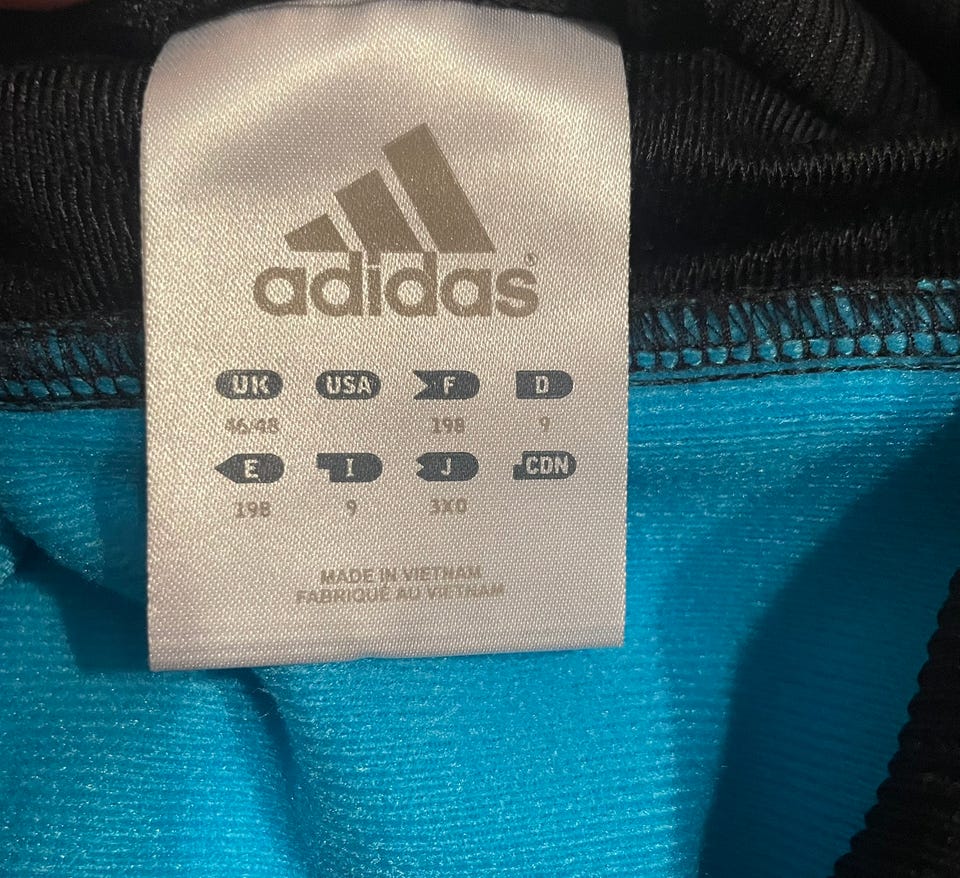 adidas
UK USA F D
46/48 198 9
E I J CDN
198 9 3XO
MADE IN VIETNAM
FABRIQUÉ AU VIETNAM